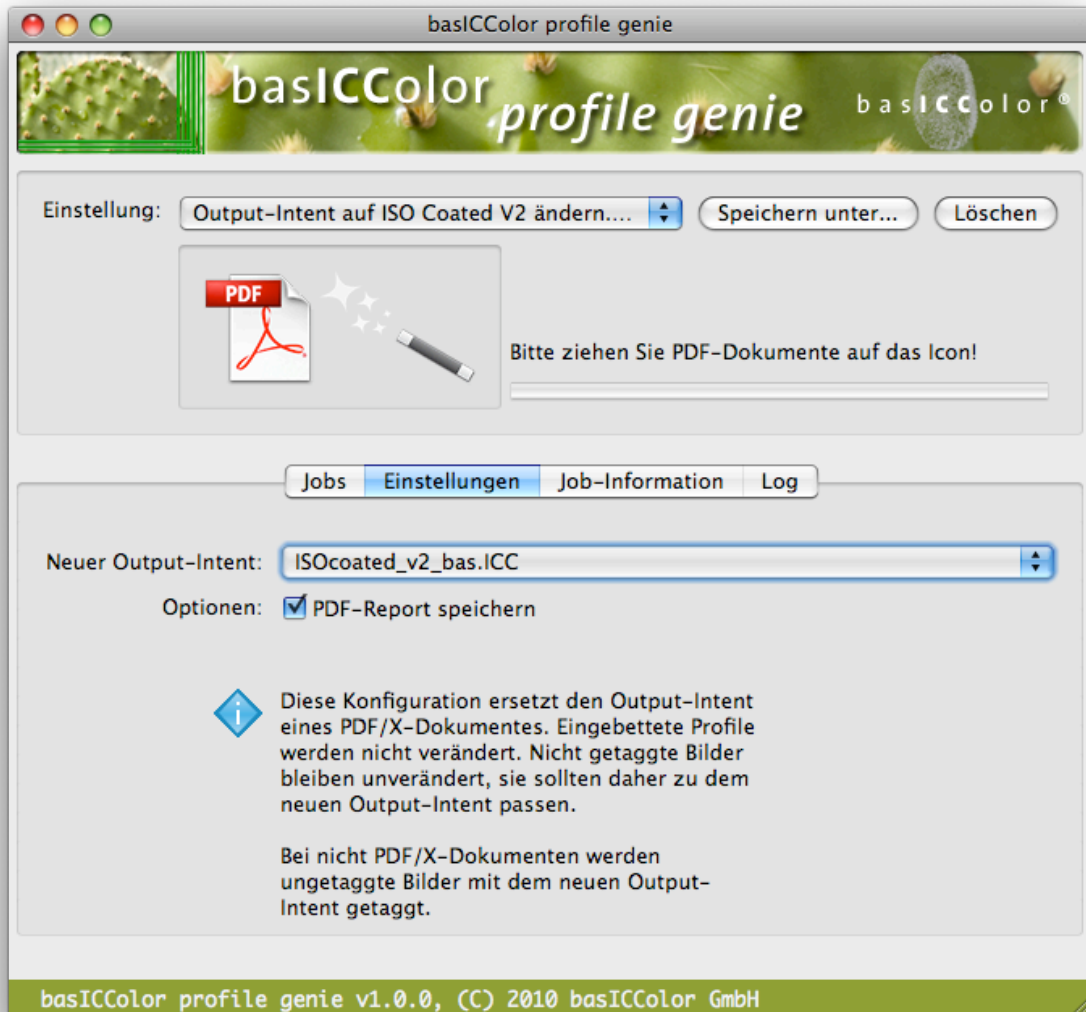 basICColor profile genie
basICColor profile genie
basICColor®
Einstellung: Output-Intent auf ISO Coated V2 ändern.... Speichern unter... Löschen
PDF
Bitte ziehen Sie PDF-Dokumente auf das Icon!
Jobs Einstellungen Job-Information Log
Neuer Output-Intent: ISOcoated_v2_bas.ICC
Optionen: PDF-Report speichern
i
Diese Konfiguration ersetzt den Output-Intent
eines PDF/X-Dokumentes. Eingebettete Profile
werden nicht verändert. Nicht getaggte Bilder
bleiben unverändert, sie sollten daher zu dem
neuen Output-Intent passen.
Bei nicht PDF/X-Dokumenten werden
ungetaggte Bilder mit dem neuen Output-
Intent getaggt.
basICColor profile genie v1.0.0, (C) 2010 basICColor GmbH